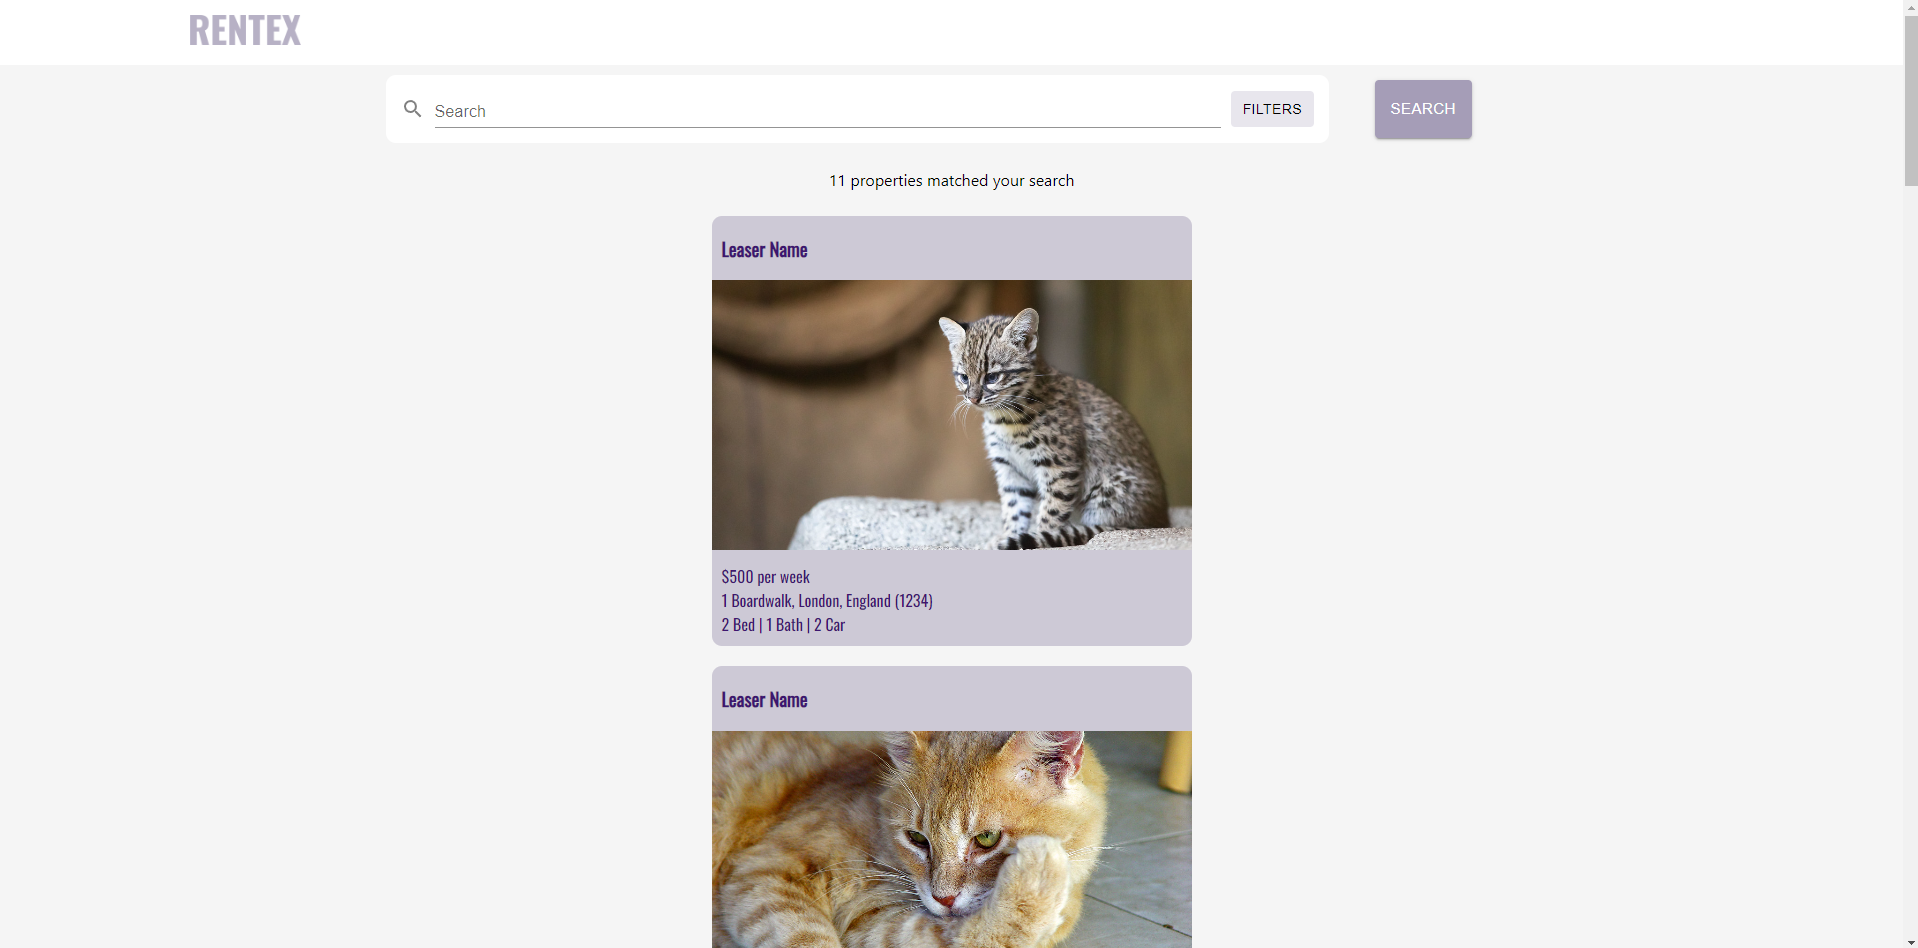 RENTEX
Search
FILTERS
SEARCH
11 properties matched your search
Leaser Name
$500 per week
1 Boardwalk, London, England (1234)
2 Bed | 1 Bath | 2 Car
Leaser Name